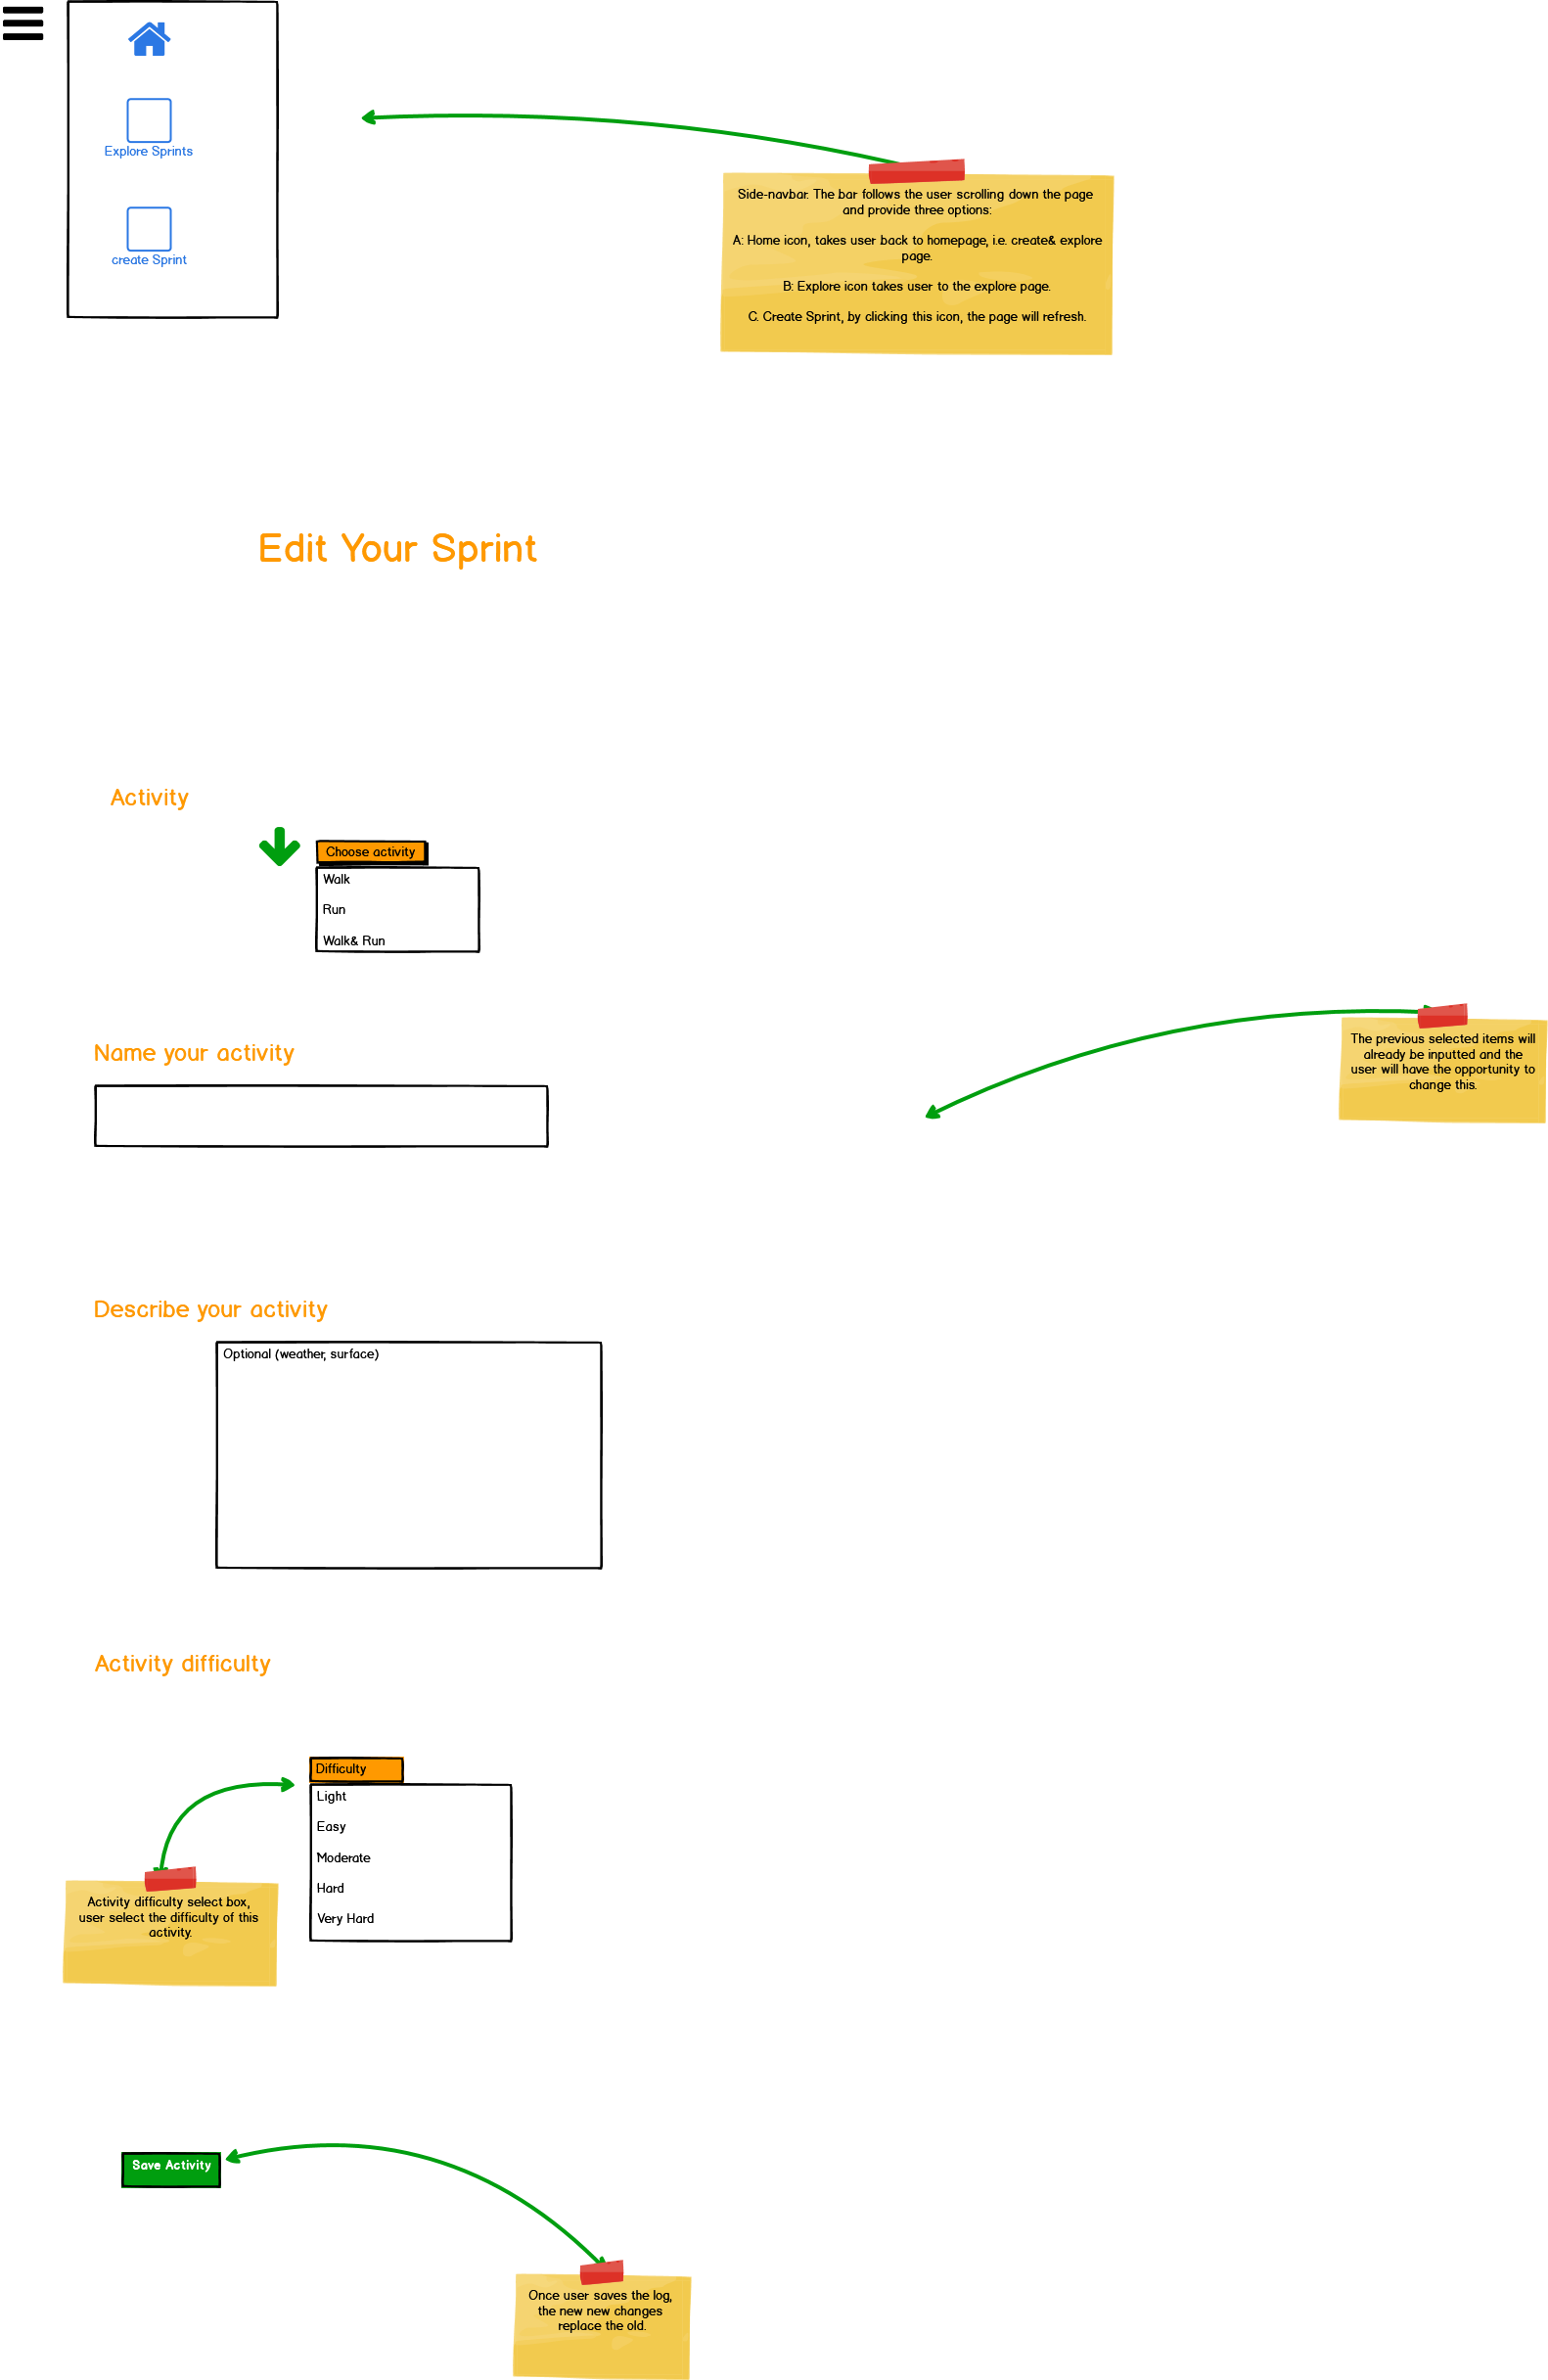 Explore Sprints
create Sprint
Side-navbar. The bar follows the user scrolling down the page
and provide three options:
A: Home icon, takes user back to homepage, i.e. create& explore
page.
B: Explore icon takes user to the explore page.
C. Create Sprint, by clicking this icon, the page will refresh.
Edit Your Sprint
Activity
Choose activity
Walk
Run
Walk& Run
The previous selected items will
already be inputted and the
user will have the opportunity to
change this.
Name your activity
Describe your activity
Optional (weather, surface)
Activity difficulty
Difficulty
Light
Easy
Moderate
Hard
Very Hard
Activity difficulty select box,
user select the difficulty of this
activity.
Save Activity
Once user saves the log,
the new new changes
replace the old.